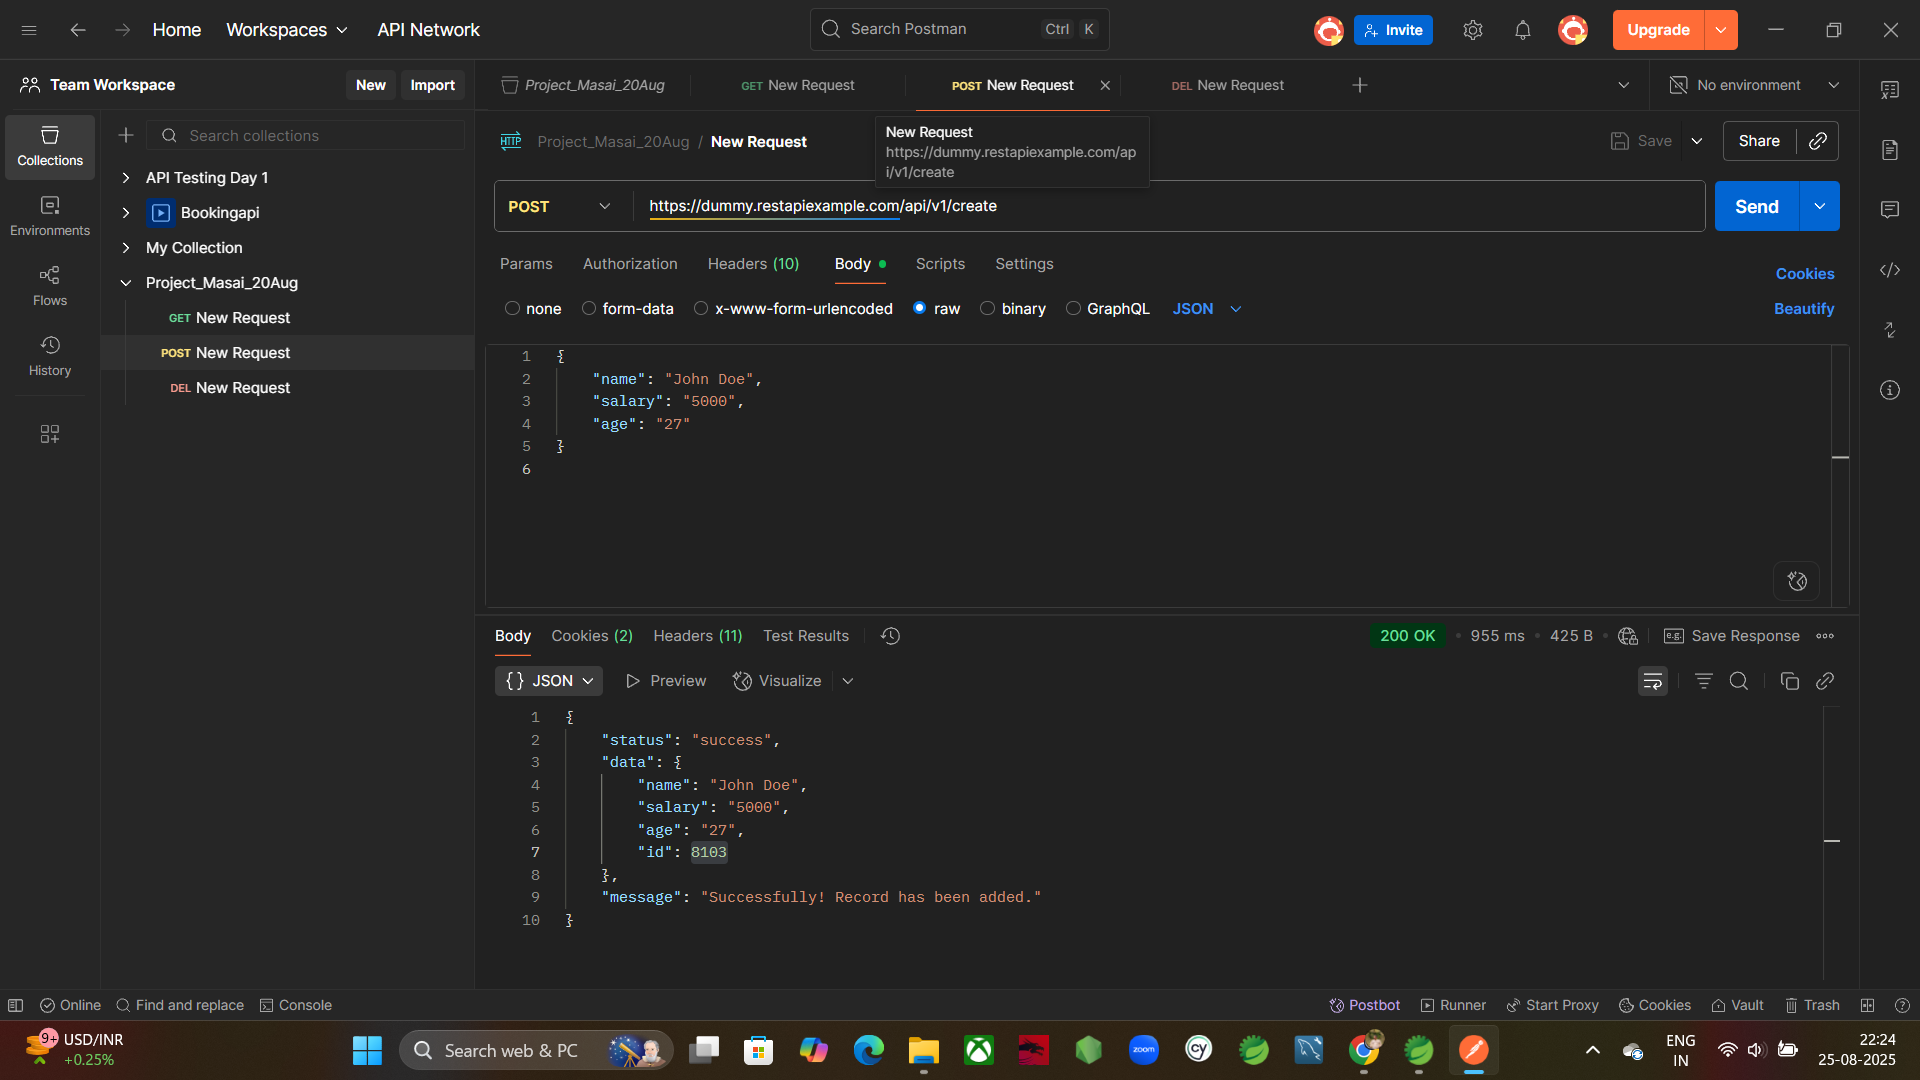 Home
Workspaces
API Network
Search Postman
Ctrl K
Invite
Upgrade
Team Workspace
New
Import
Project_Masai_20Aug
GET New Request
POST New Request
DEL New Request
No environment
Collections
Environments
Flows
History
Search collections
API Testing Day 1
Bookingapi
My Collection
Project_Masai_20Aug
GET New Request
POST New Request
DEL New Request
HTTP
Project_Masai_20Aug / New Request
New Request
https://dummy.restapiexample.com/ap
i/v1/create
Save
Share
POST
https://dummy.restapiexample.com/api/v1/create
Send
Params
Authorization
Headers (10)
Body
Scripts
Settings
Cookies
none
form-data
x-www-form-urlencoded
raw
binary
GraphQL
JSON
Beautify
1 {
2 "name": "John Doe",
3 "salary": "5000",
4 "age": "27"
5 }
6
Body
Cookies (2)
Headers (11)
Test Results
200 OK
955 ms
425 B
e.g. Save Response
{} JSON
Preview
Visualize
1 {
2 "status": "success",
3 "data": {
4 "name": "John Doe",
5 "salary": "5000",
6 "age": "27",
7 "id": 8103
8 },
9 "message": "Successfully! Record has been added."
10 }
Online
Find and replace
Console
Postbot
Runner
Start Proxy
Cookies
Vault
Trash
9+
USD/INR
+0.25%
Search web & PC
zoom
cy
ENG
IN
22:24
25-08-2025